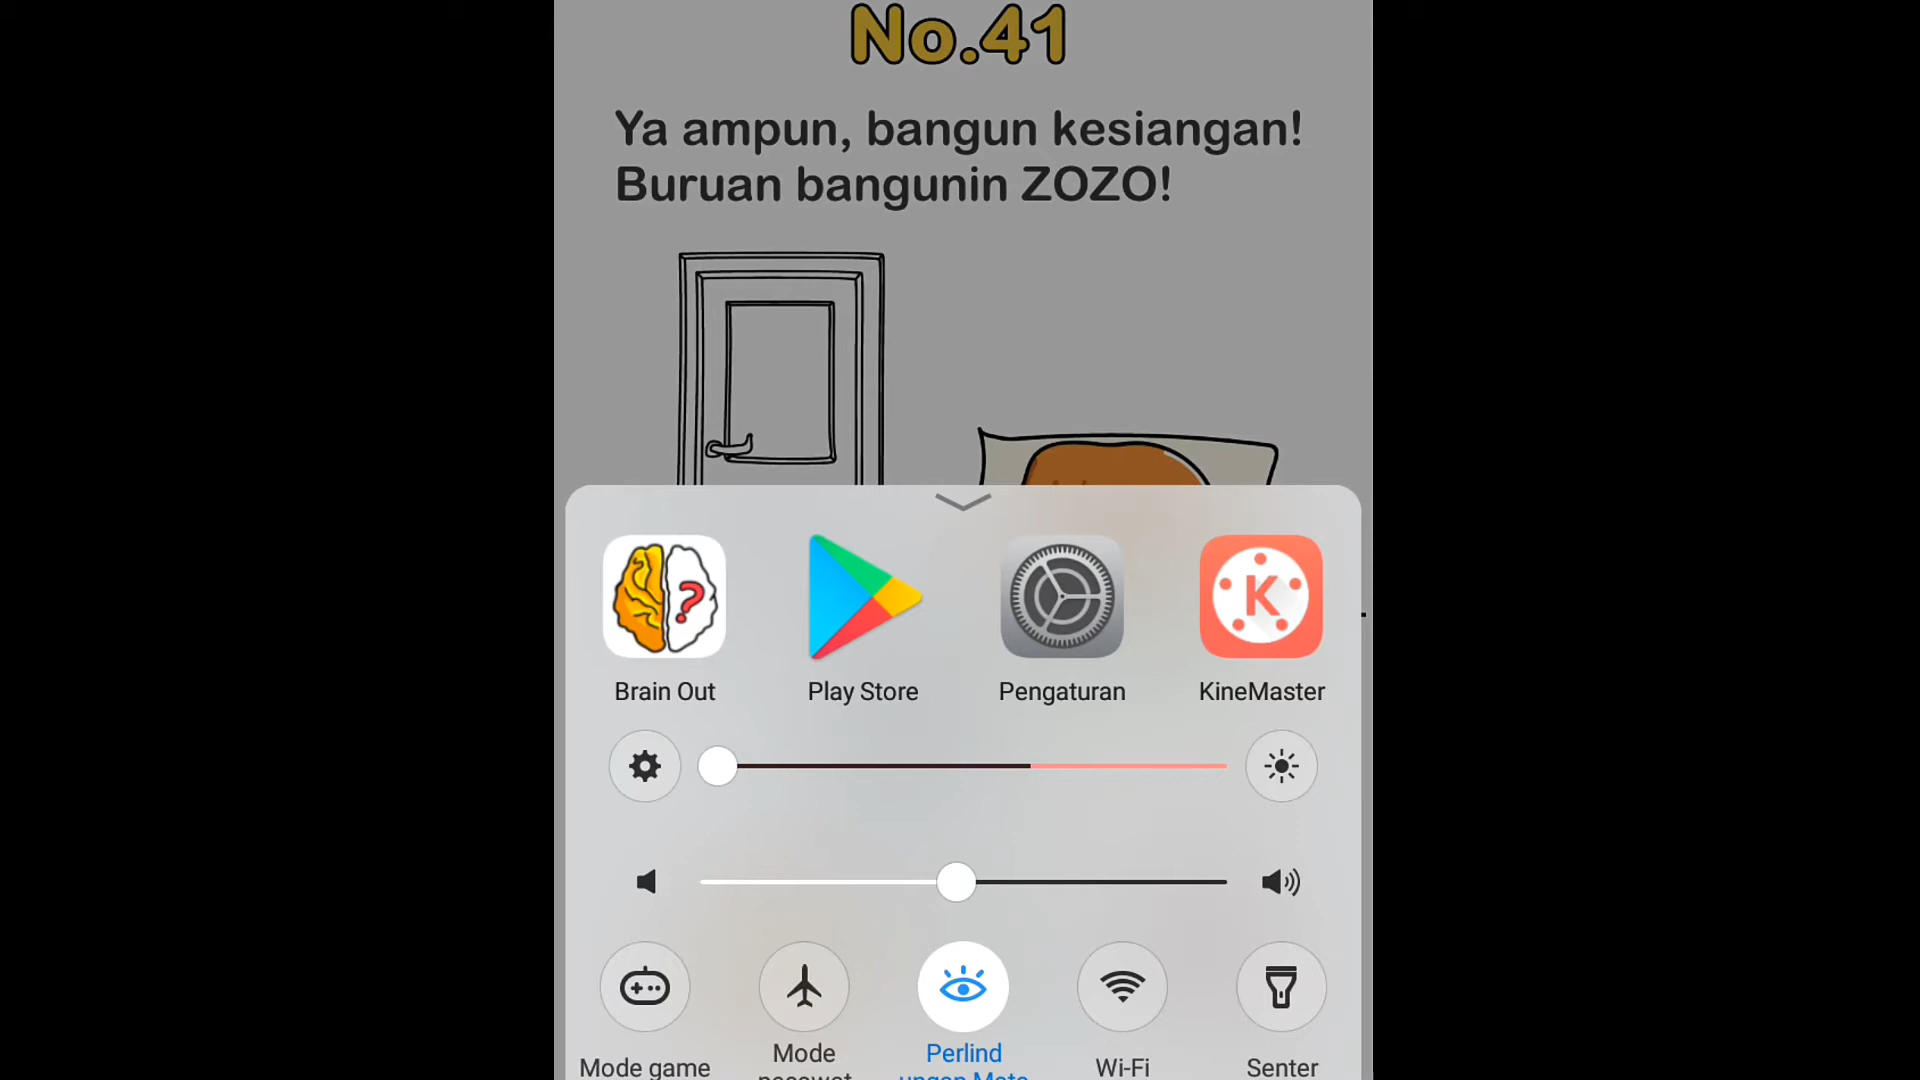 No.41
Ya ampun, bangun kesiangan!
Buruan bangunin ZOZO!
Brain Out
Play Store
Pengaturan
KineMaster
Mode game
Mode
Perlind
Wi-Fi
Senter